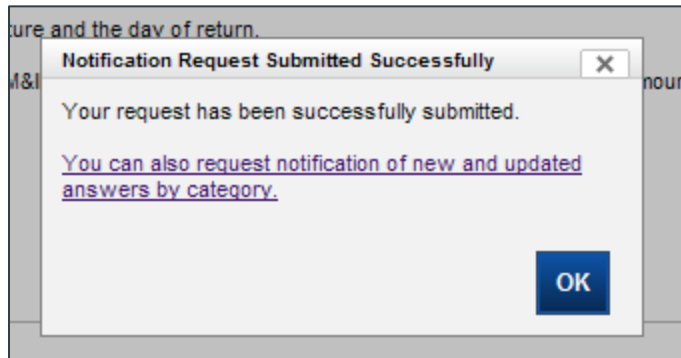 ture and the day of return.
Notification Request Submitted Successfully
M&I
Your request has been successfully submitted.
You can also request notification of new and updated
answers by category.
OK